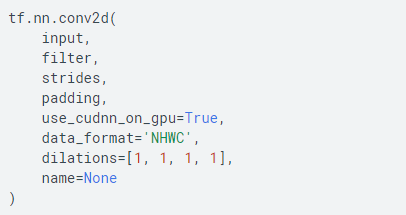 tf.nn.conv2d(
    input,
    filter,
    strides,
    padding,
    use_cudnn_on_gpu=True,
    data_format='NHWC',
    dilations=[1, 1, 1, 1],
    name=None
)